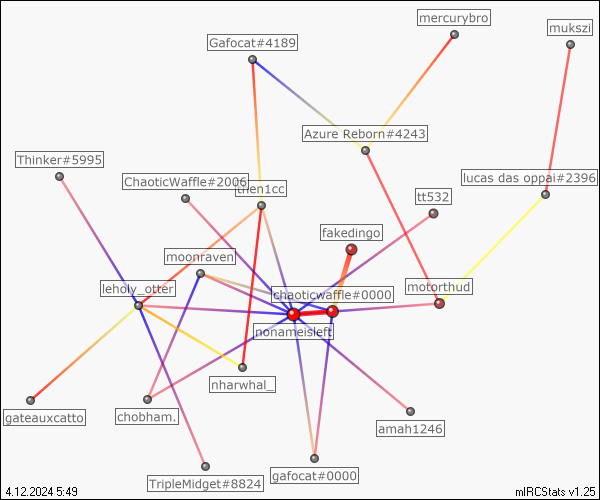 mercurybro
mukszi
Gafocat#4189
Azure Reborn#4243
Thinker#5995
ChaoticWaffle#2006
lucas das oppai#2396
tt532
fakedingo
moonraven
leholy_otter
chaoticwaffle#0000
motorthud
nonameisleft
nharwhal_
gateauxcatto
chobham.
amah1246
gafocat#0000
TripleMidget#8824
4.12.2024 5:49
mIRCStats v1.25